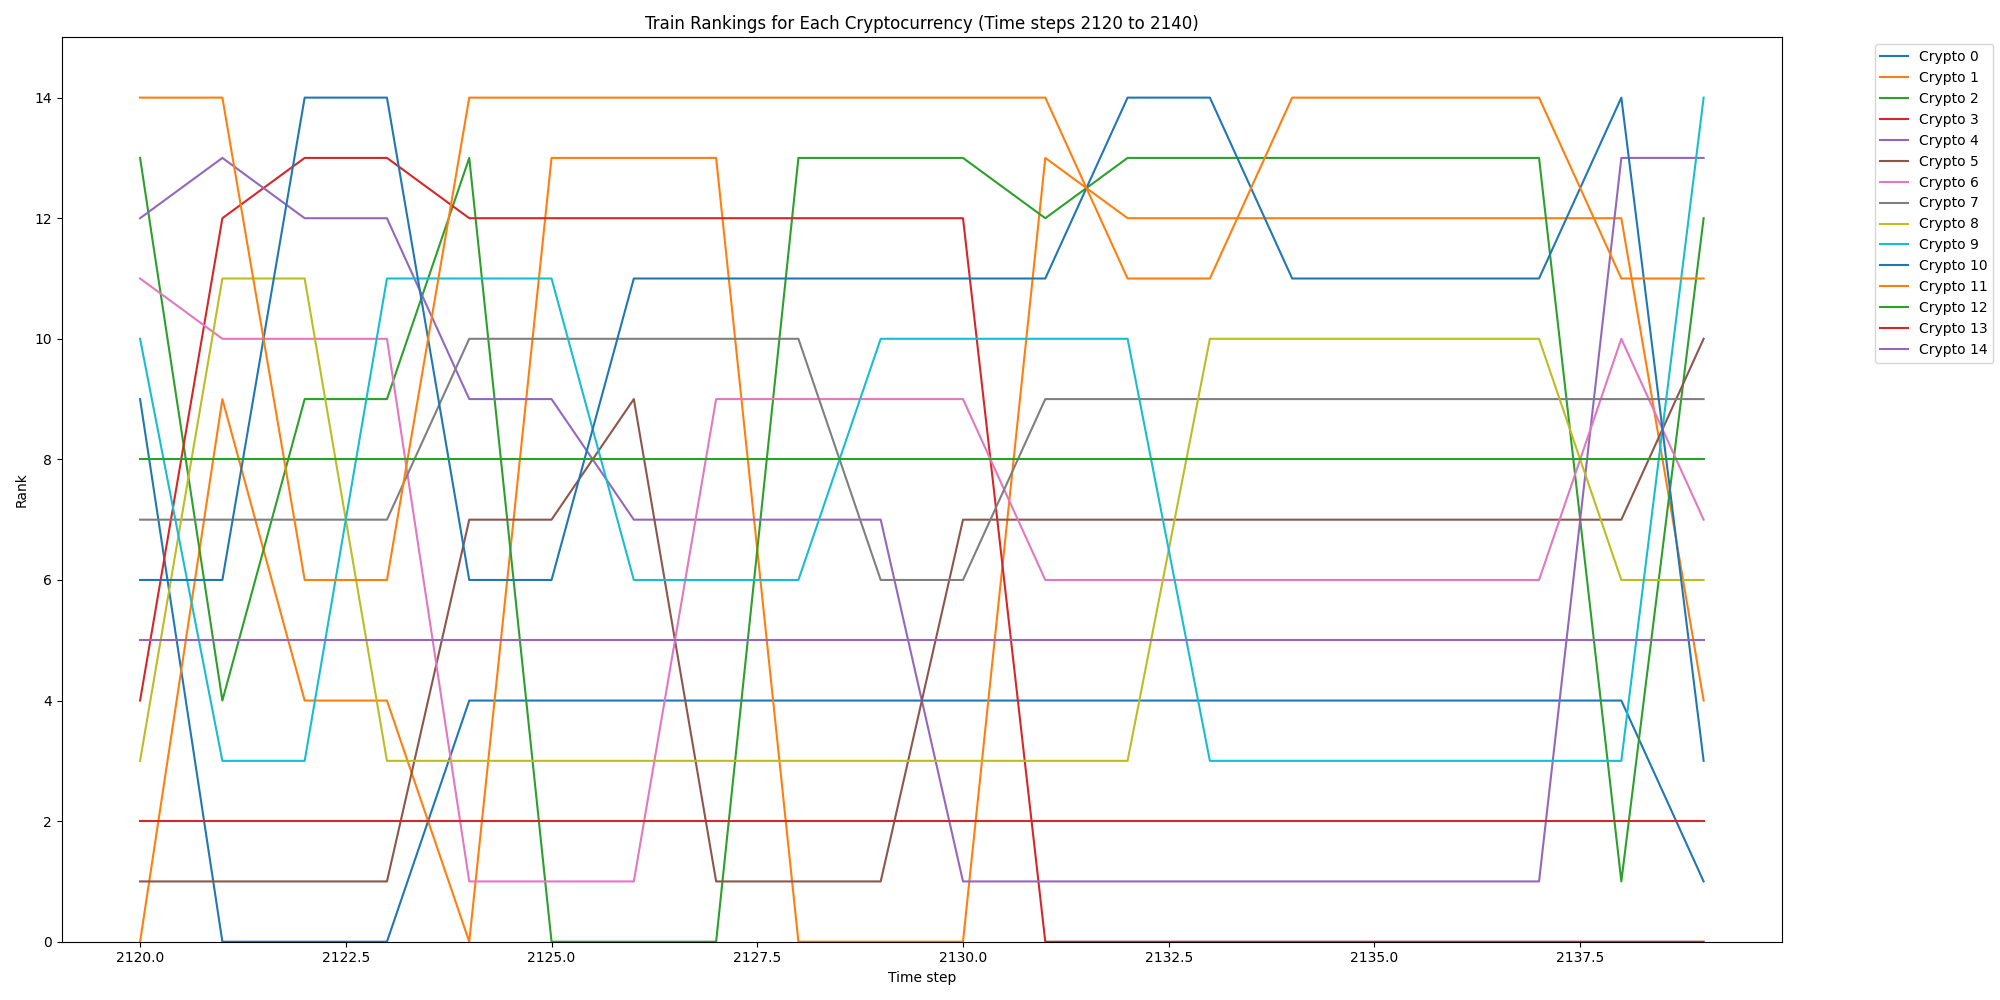 Train Rankings for Each Cryptocurrency (Time steps 2120 to 2140)
14
12
10
8
6
4
2
0
Rank
2120.0 2122.5 2125.0 2127.5 2130.0 2132.5 2135.0 2137.5
Time step
Crypto 0
Crypto 1
Crypto 2
Crypto 3
Crypto 4
Crypto 5
Crypto 6
Crypto 7
Crypto 8
Crypto 9
Crypto 10
Crypto 11
Crypto 12
Crypto 13
Crypto 14